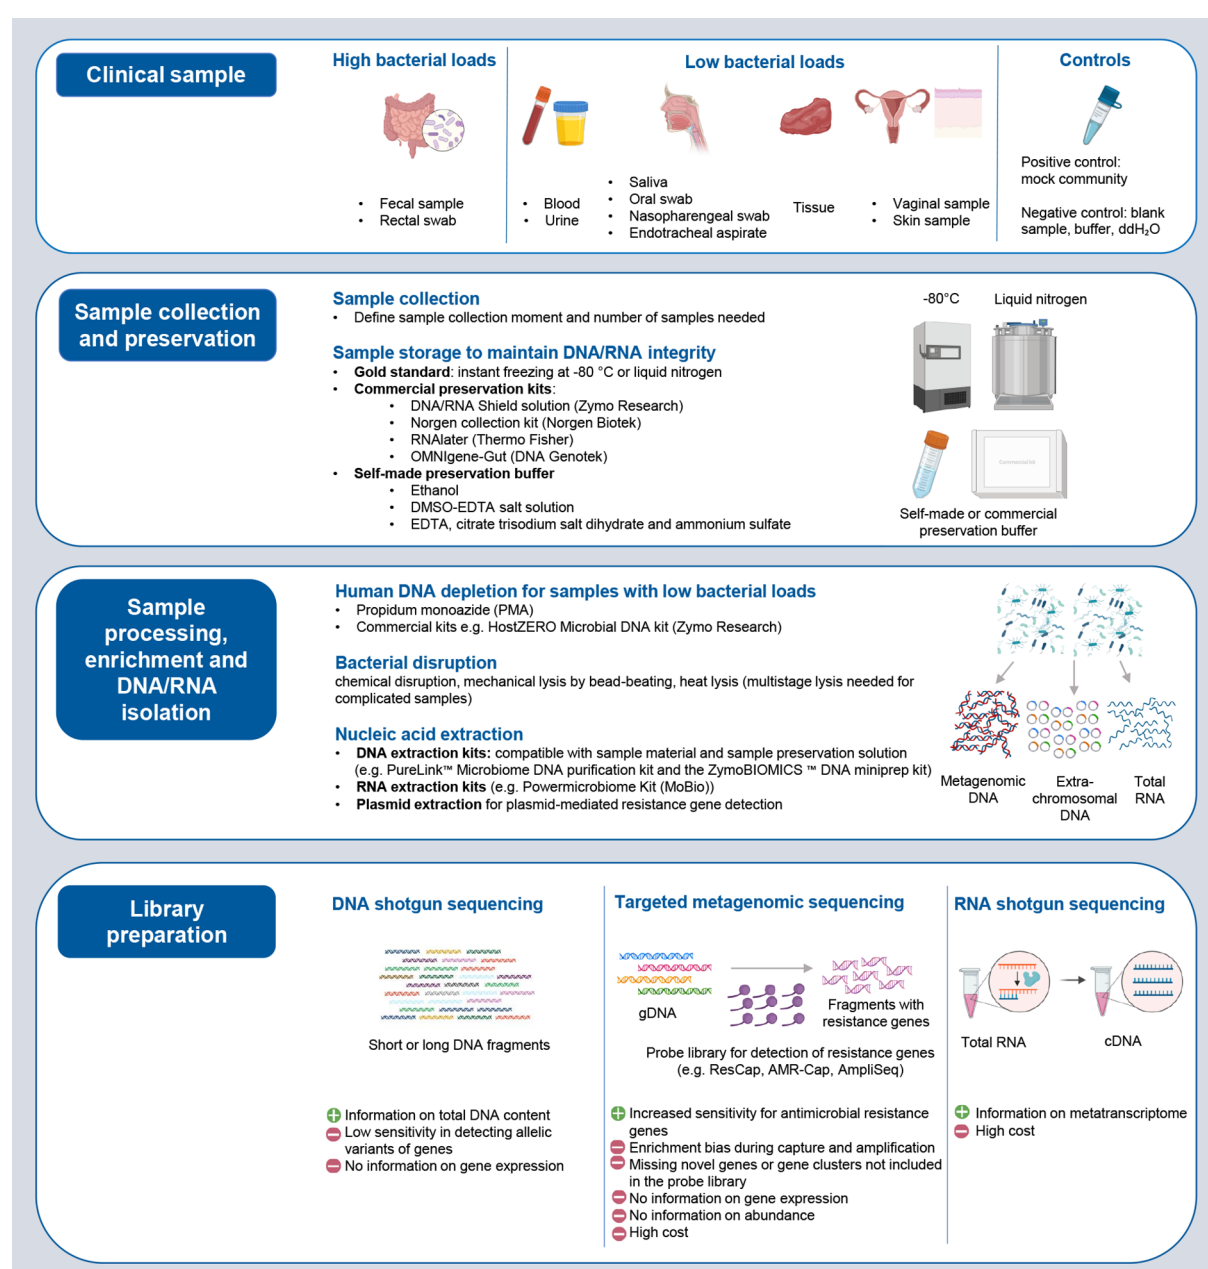 Clinical sample
High bacterial loads
• Fecal sample
• Rectal swab
Low bacterial loads
• Blood
• Urine
• Saliva
• Oral swab
• Nasopharengeal swab
• Endotracheal aspirate
Tissue
• Vaginal sample
• Skin sample
Controls
Positive control:
mock community
Negative control: blank
sample, buffer, ddH₂O
Sample collection
and preservation
Sample collection
• Define sample collection moment and number of samples needed
Sample storage to maintain DNA/RNA integrity
• Gold standard: instant freezing at -80 °C or liquid nitrogen
• Commercial preservation kits:
• DNA/RNA Shield solution (Zymo Research)
• Norgen collection kit (Norgen Biotek)
• RNAlater (Thermo Fisher)
• OMNIgene-Gut (DNA Genotek)
• Self-made preservation buffer
• Ethanol
• DMSO-EDTA salt solution
• EDTA, citrate trisodium salt dihydrate and ammonium sulfate
-80°C
Liquid nitrogen
Commercial kit
Self-made or commercial
preservation buffer
Sample
processing,
enrichment and
DNA/RNA
isolation
Human DNA depletion for samples with low bacterial loads
• Propidum monoazide (PMA)
• Commercial kits e.g. HostZERO Microbial DNA kit (Zymo Research)
Bacterial disruption
chemical disruption, mechanical lysis by bead-beating, heat lysis (multistage lysis needed for
complicated samples)
Nucleic acid extraction
• DNA extraction kits: compatible with sample material and sample preservation solution
(e.g. PureLink™ Microbiome DNA purification kit and the ZymoBIOMICS ™ DNA miniprep kit)
• RNA extraction kits (e.g. Powermicrobiome Kit (MoBio))
• Plasmid extraction for plasmid-mediated resistance gene detection
Metagenomic
DNA
Extra-
chromosomal
DNA
Total
RNA
Library
preparation
DNA shotgun sequencing
Short or long DNA fragments
Information on total DNA content
Low sensitivity in detecting allelic
variants of genes
No information on gene expression
Targeted metagenomic sequencing
gDNA
Fragments with
resistance genes
Probe library for detection of resistance genes
(e.g. ResCap, AMR-Cap, AmpliSeq)
Increased sensitivity for antimicrobial resistance
genes
Enrichment bias during capture and amplification
Missing novel genes or gene clusters not included
in the probe library
No information on gene expression
No information on abundance
High cost
RNA shotgun sequencing
Total RNA
cDNA
Information on metatranscriptome
High cost